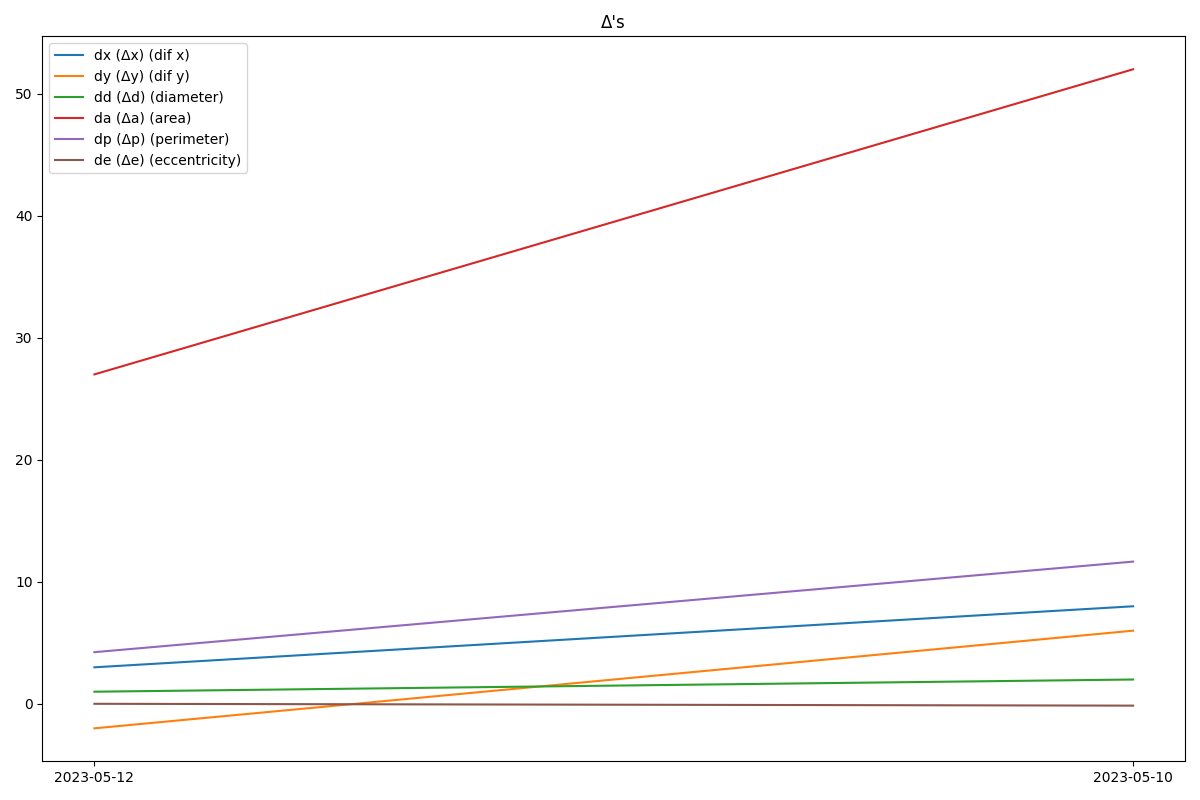 Δ's
dx (Δx) (dif x)
dy (Δy) (dif y)
dd (Δd) (diameter)
da (Δa) (area)
dp (Δp) (perimeter)
de (Δe) (eccentricity)
50
40
30
20
10
0
2023-05-12 2023-05-10